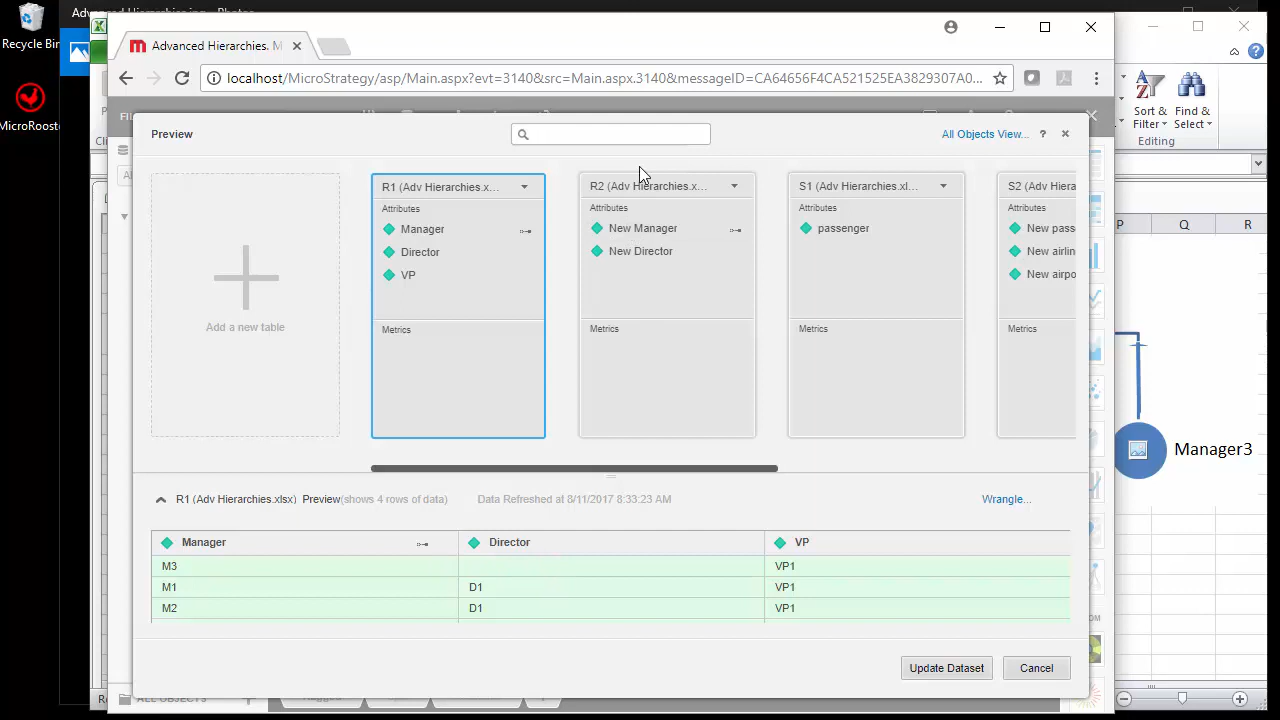 Recycle Bin
MicroRoost
Advanced Hierarchies. M
localhost/MicroStrategy/asp/Main.aspx?evt=3140&src=Main.aspx.3140&messageID=CA64656F4CA521525EA3829307A0...
Sort & Filter
Find & Select
Editing
Preview
All Objects View...
?
P
Q
R
Add a new table
R1 (Adv Hierarchies.x...
Attributes
Manager
Director
VP
Metrics
R2 (Adv Hierarchies.x...
Attributes
New Manager
New Director
Metrics
S1 (Adv Hierarchies.xl...
Attributes
passenger
Metrics
S2 (Adv Hiera
Attributes
New pass
New airlin
New airpo
Metrics
Manager3
R1 (Adv Hierarchies.xlsx) Preview(shows 4 rows of data) Data Refreshed at 8/11/2017 8:33:23 AM
Wrangle...
Manager Director VP
M3 VP1
M1 D1 VP1
M2 D1 VP1
Update Dataset
Cancel
ALL OBJECTS